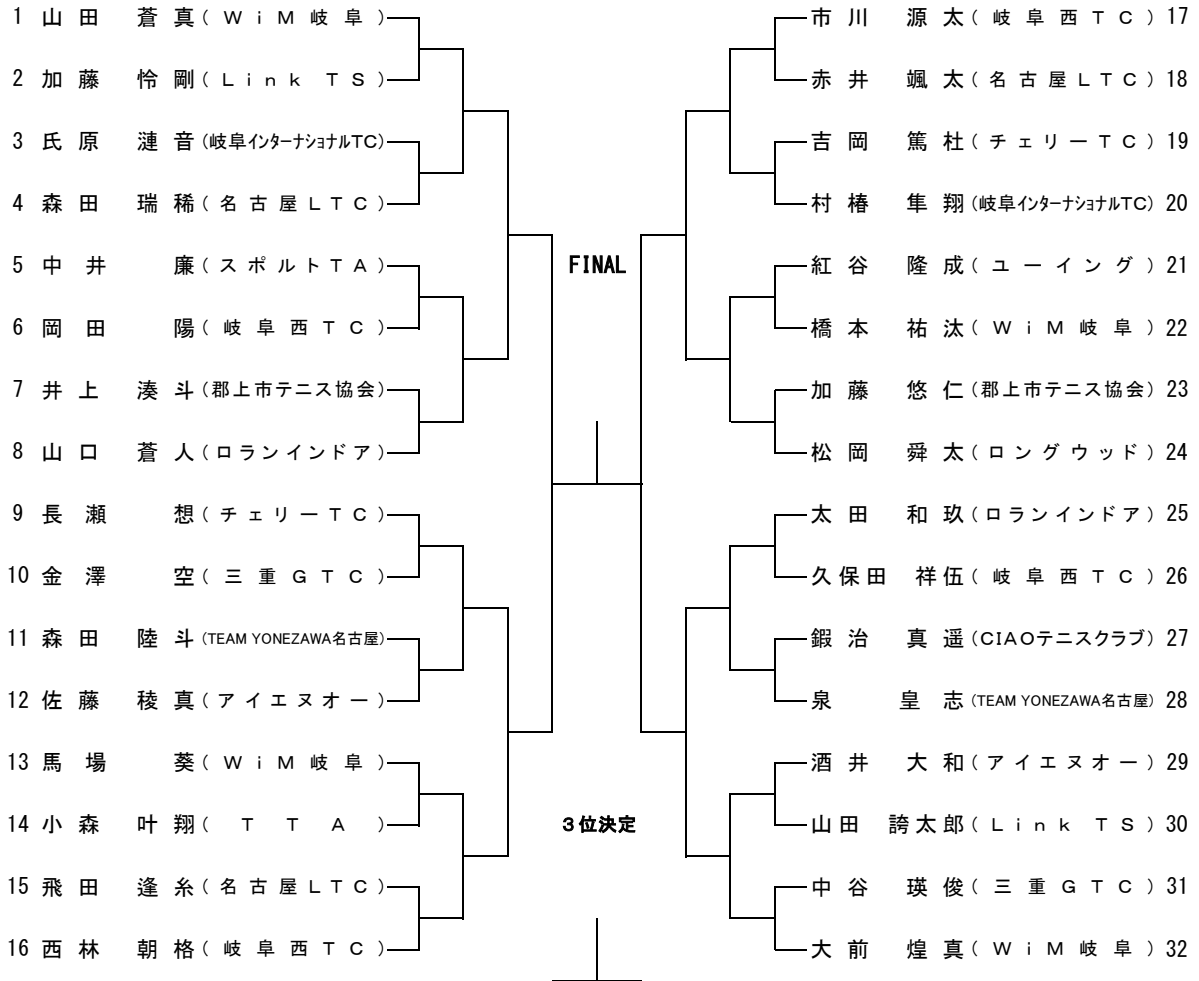 1 山田 蒼真(WiM岐阜)
2 加藤 怜剛(Link TS)
3 氏原 漣音(岐阜インターナショナルTC)
4 森田 瑞稀(名古屋LTC)
5 中井 廉(スポルトTA)
6 岡田 陽(岐阜西TC)
7 井上 湊斗(郡上市テニス協会)
8 山口 蒼人(ロランインドア)
9 長瀬 想(チェリーTC)
10 金澤 空(三重GTC)
11 森田 陸斗(TEAM YONEZAWA名古屋)
12 佐藤 稜真(アイエヌオー)
13 馬場 葵(WiM岐阜)
14 小森 叶翔(TTA)
15 飛田 逢糸(名古屋LTC)
16 西林 朝格(岐阜西TC)
FINAL
3位決定
市川 源太(岐阜西TC) 17
赤井 颯太(名古屋LTC) 18
吉岡 篤杜(チェリーTC) 19
村椿 隼翔(岐阜インターナショナルTC) 20
紅谷 隆成(ユーイング) 21
橋本 祐汰(WiM岐阜) 22
加藤 悠仁(郡上市テニス協会) 23
松岡 舜太(ロングウッド) 24
太田 和玖(ロランインドア) 25
久保田 祥伍(岐阜西TC) 26
鍜治 真遥(CIAOテニスクラブ) 27
泉 皇志(TEAM YONEZAWA名古屋) 28
酒井 大和(アイエヌオー) 29
山田 誇太郎(Link TS) 30
中谷 瑛俊(三重GTC) 31
大前 煌真(WiM岐阜) 32